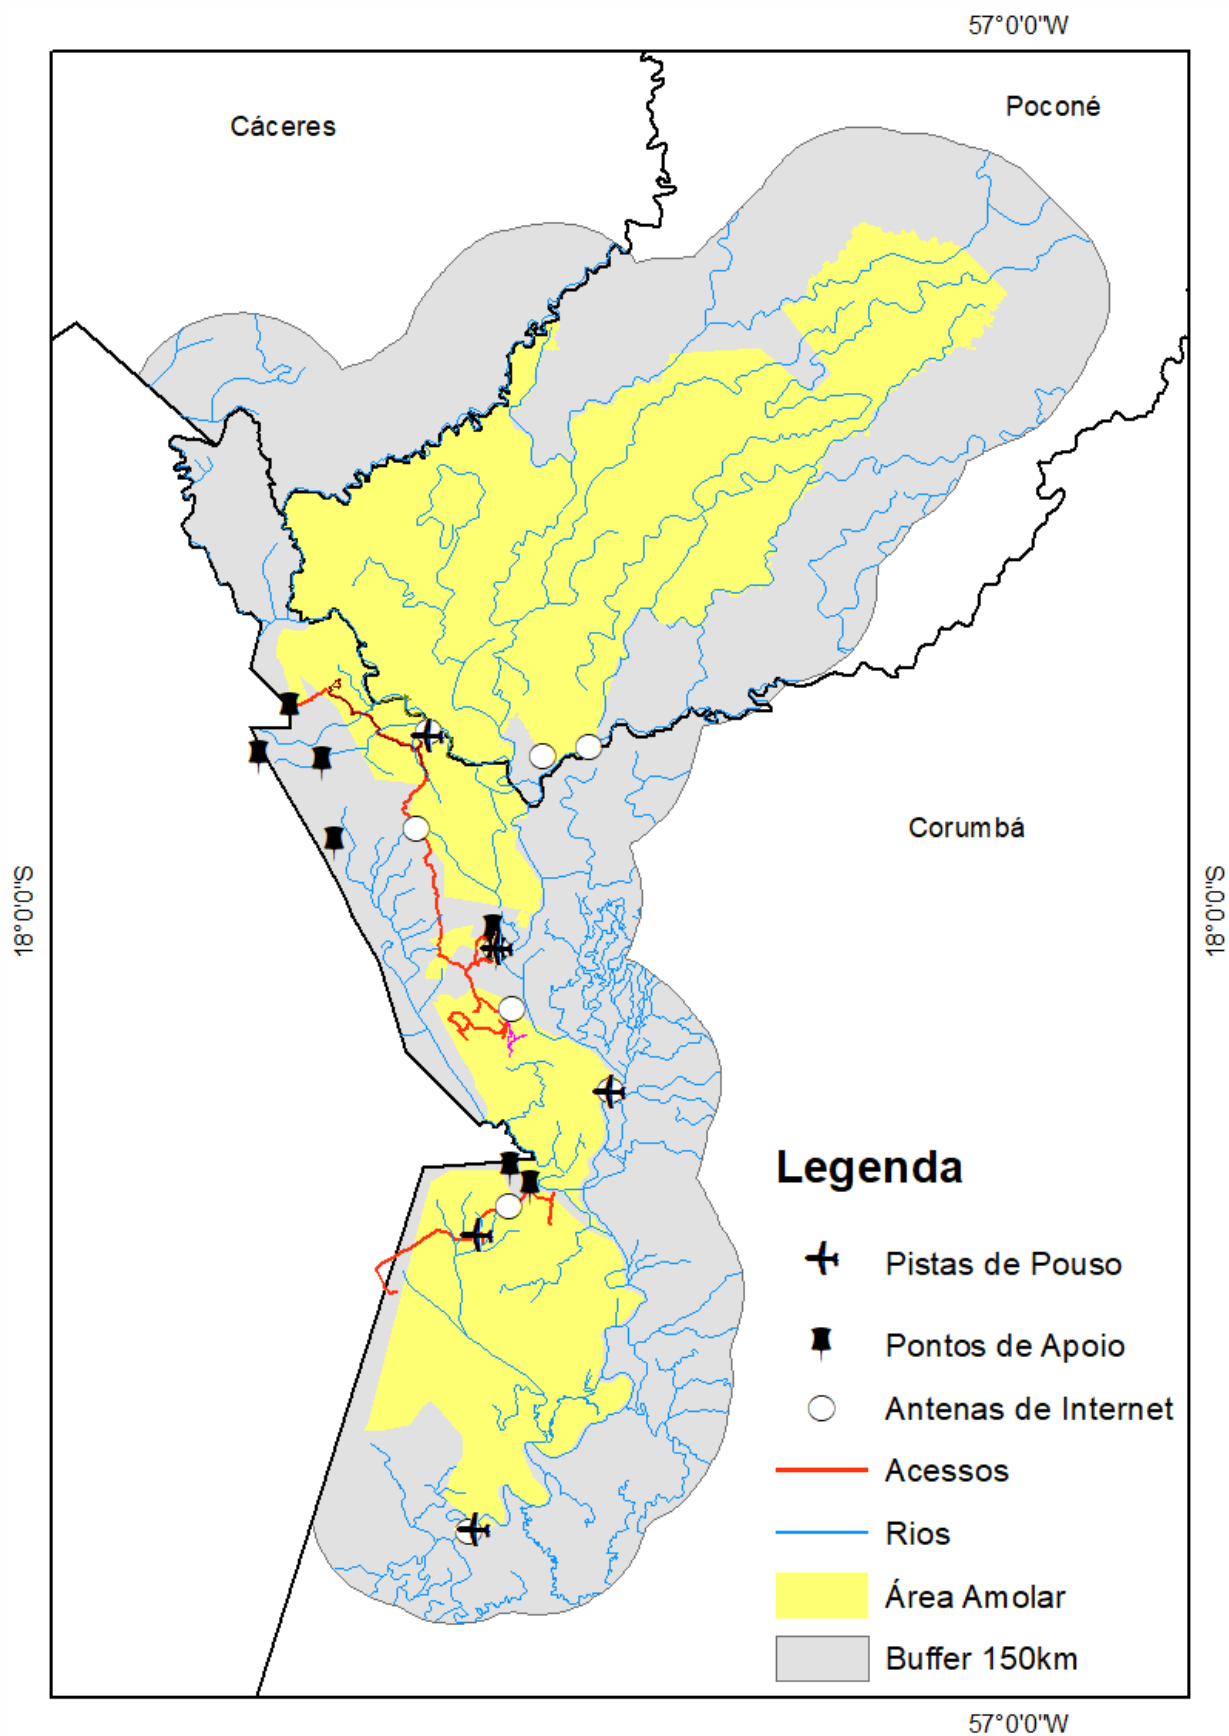 57°0'0"W
Cáceres
Poconé
Corumbá
18°0'0"S
18°0'0"S
Legenda
Pistas de Pouso
Pontos de Apoio
Antenas de Internet
Acessos
Rios
Área Amolar
Buffer 150km
57°0'0"W